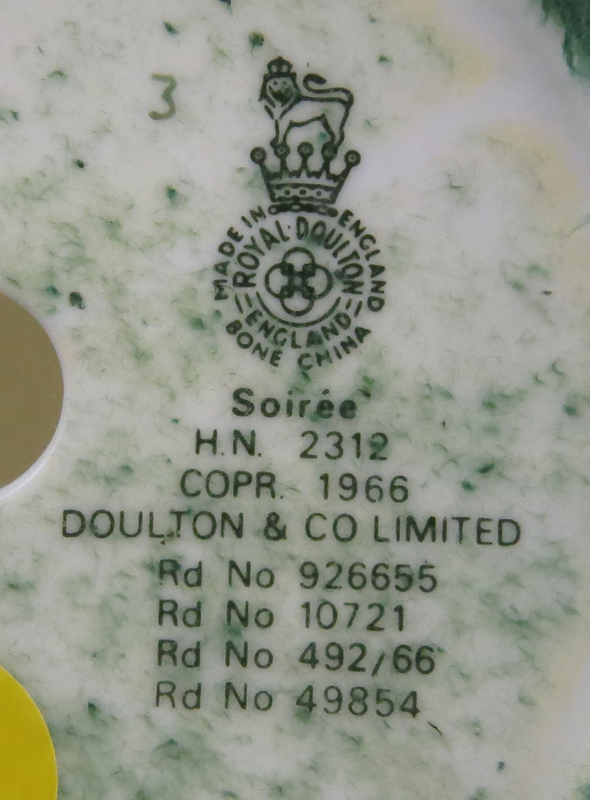 3
MADE IN ENGLAND
ROYAL·DOULTON
ENGLAND
BONE CHINA
Soirée
H.N. 2312
COPR. 1966
DOULTON & CO LIMITED
Rd No 926655
Rd No 10721
Rd No 492/66
Rd No 49854